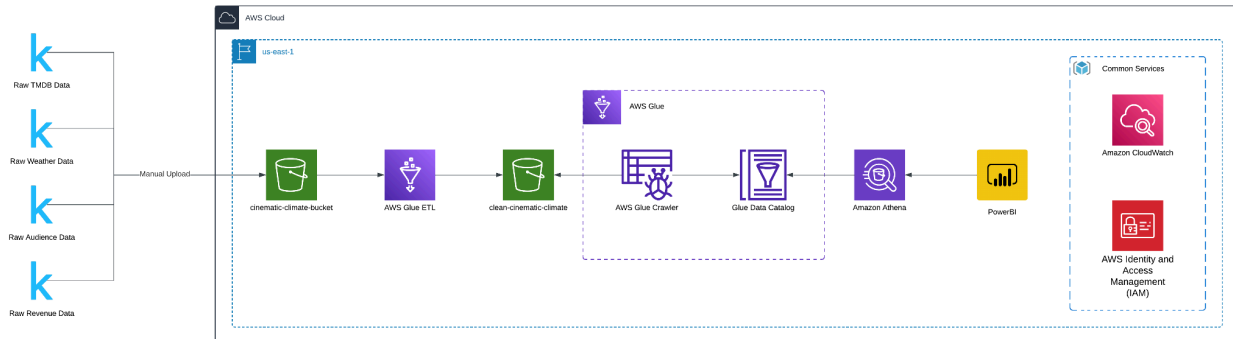 AWS Cloud
us-east-1
k
Raw TMDB Data
k
Raw Weather Data
k
Raw Audience Data
k
Raw Revenue Data
Manual Upload
cinematic-climate-bucket
AWS Glue ETL
clean-cinematic-climate
AWS Glue
AWS Glue Crawler
Glue Data Catalog
Amazon Athena
PowerBI
Common Services
Amazon CloudWatch
AWS Identity and
Access
Management
(IAM)